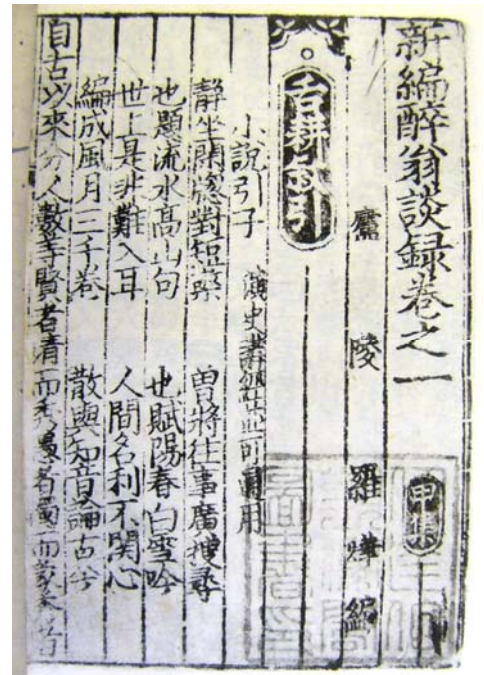 新編醉翁談録卷之一 甲集
廬陵 羅燁 編
舌耕叙引
小説引子 演史講經並可通用
靜坐閑窓對短檠 曾將往事廣搜尋
也題流水高山句 也賦陽春白雪吟
世上是非難入耳 人間名利不關心
編成風月三千卷 散與知音論古今
自古以來分人數等賢者清而秀愚者濁而蒙